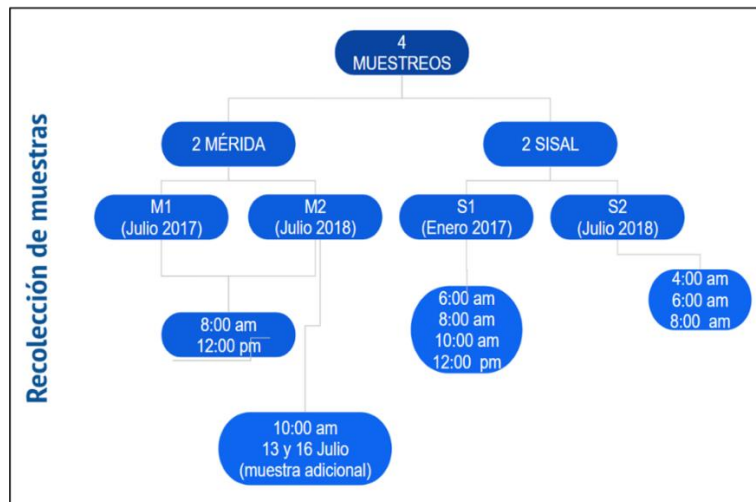 Recolección de muestras
4
MUESTREOS
2 MÉRIDA
2 SISAL
M1
(Julio 2017)
M2
(Julio 2018)
S1
(Enero 2017)
S2
(Julio 2018)
8:00 am
12:00 pm
6:00 am
8:00 am
10:00 am
12:00 pm
4:00 am
6:00 am
8:00 am
10:00 am
13 y 16 Julio
(muestra adicional)